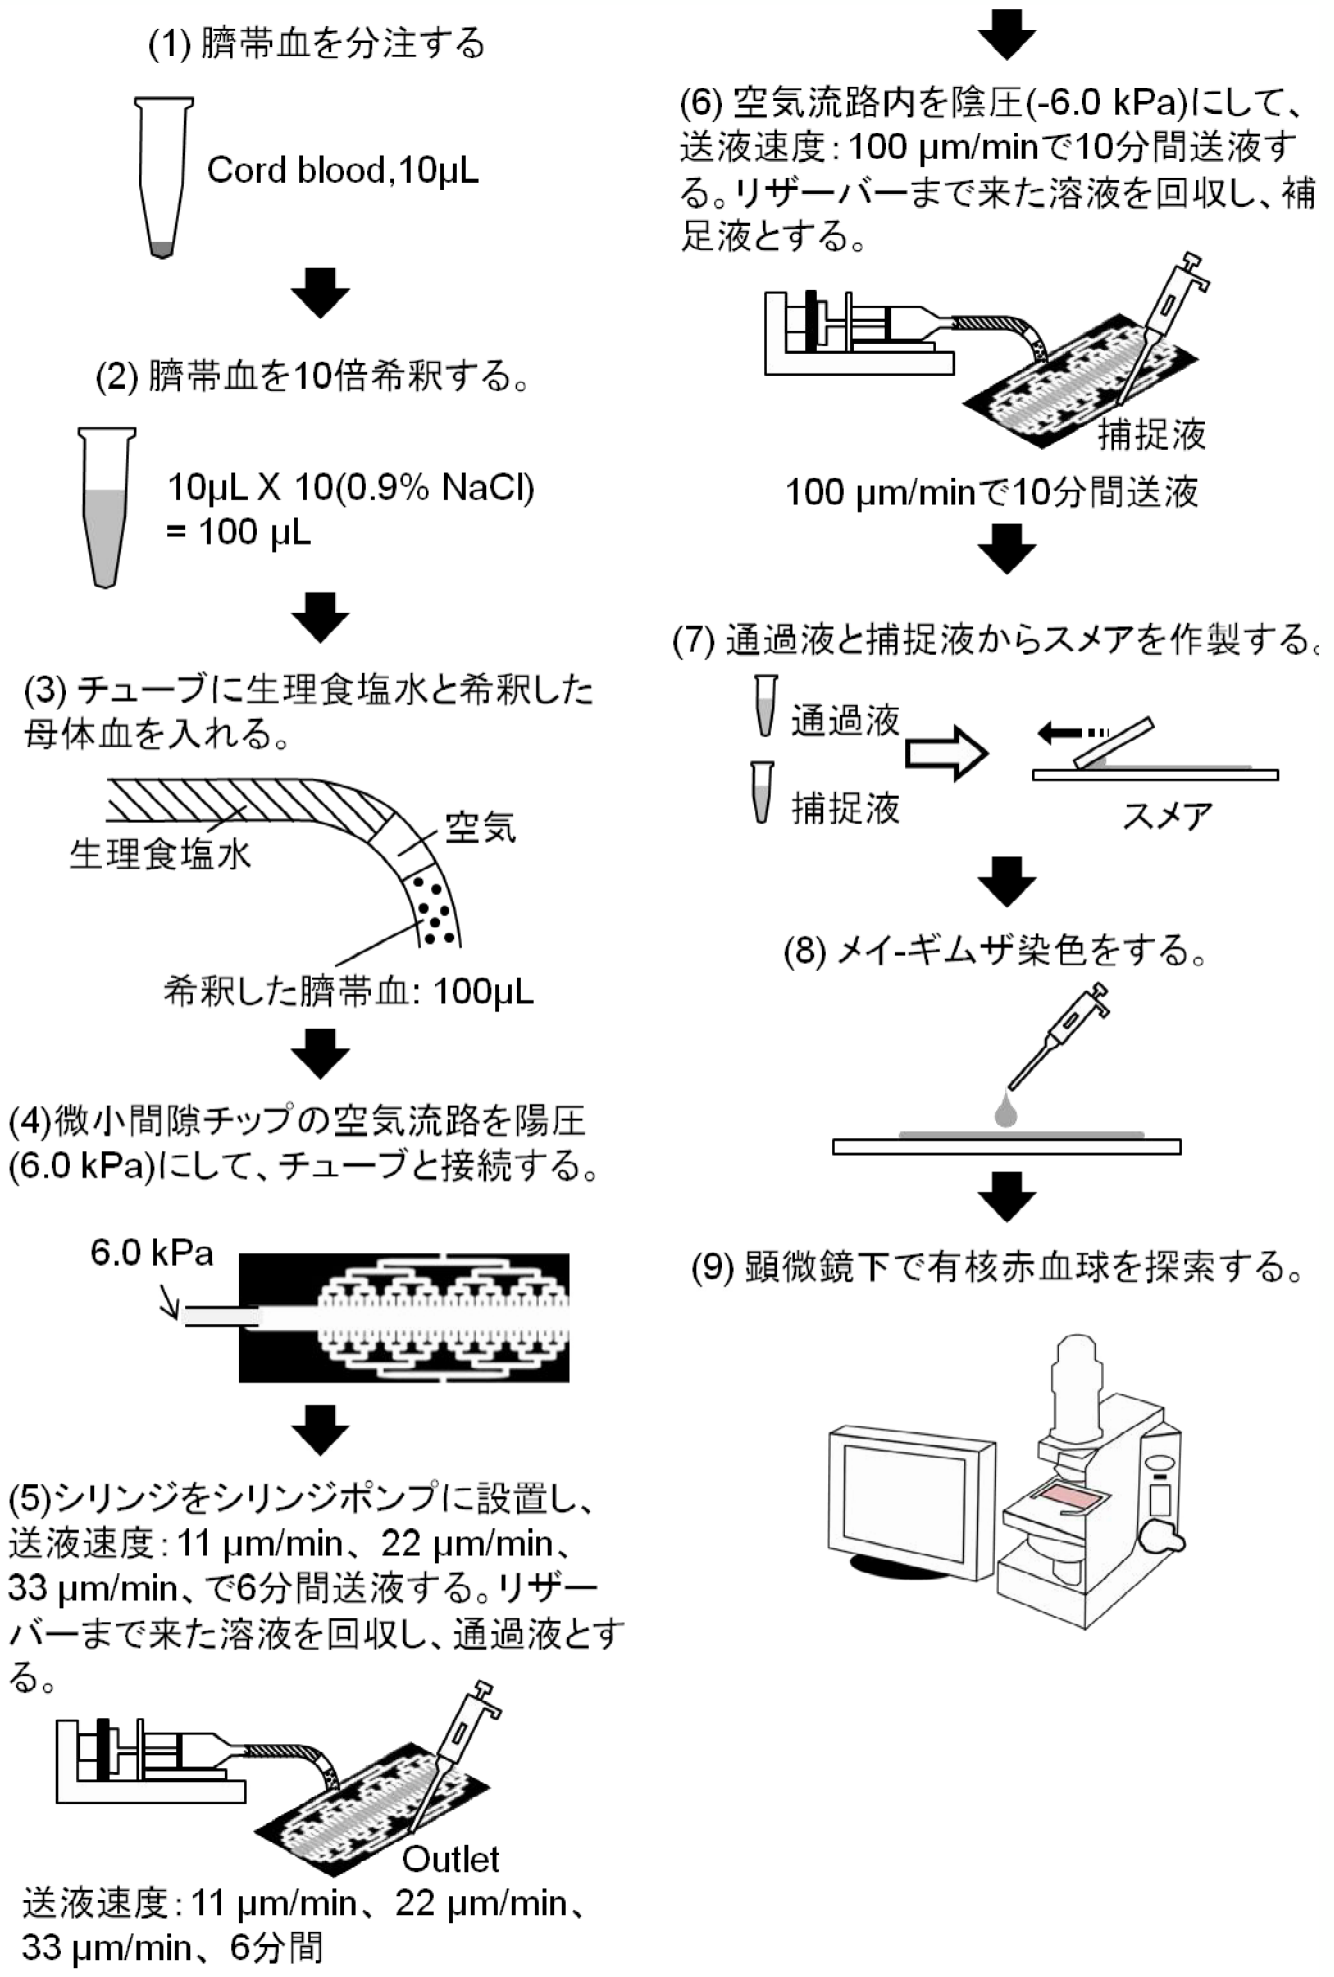 (1) 臍帯血を分注する
Cord blood,10μL
(2) 臍帯血を10倍希釈する。
10μL X 10(0.9% NaCl)
= 100 μL
(3) チューブに生理食塩水と希釈した
母体血を入れる。
空気
生理食塩水
希釈した臍帯血: 100μL
(4)微小間隙チップの空気流路を陽圧
(6.0 kPa)にして、チューブと接続する。
6.0 kPa
(5)シリンジをシリンジポンプに設置し、
送液速度:11 μm/min、22 μm/min、
33 μm/min、で6分間送液する。リザー
バーまで来た溶液を回収し、通過液とす
る。
Outlet
送液速度:11 μm/min、22 μm/min、
33 μm/min、6分間
(6) 空気流路内を陰圧(-6.0 kPa)にして、
送液速度:100 μm/minで10分間送液す
る。リザーバーまで来た溶液を回収し、補
足液とする。
捕捉液
100 μm/minで10分間送液
(7) 通過液と捕捉液からスメアを作製する。
通過液
捕捉液
スメア
(8) メイ-ギムザ染色をする。
(9) 顕微鏡下で有核赤血球を探索する。